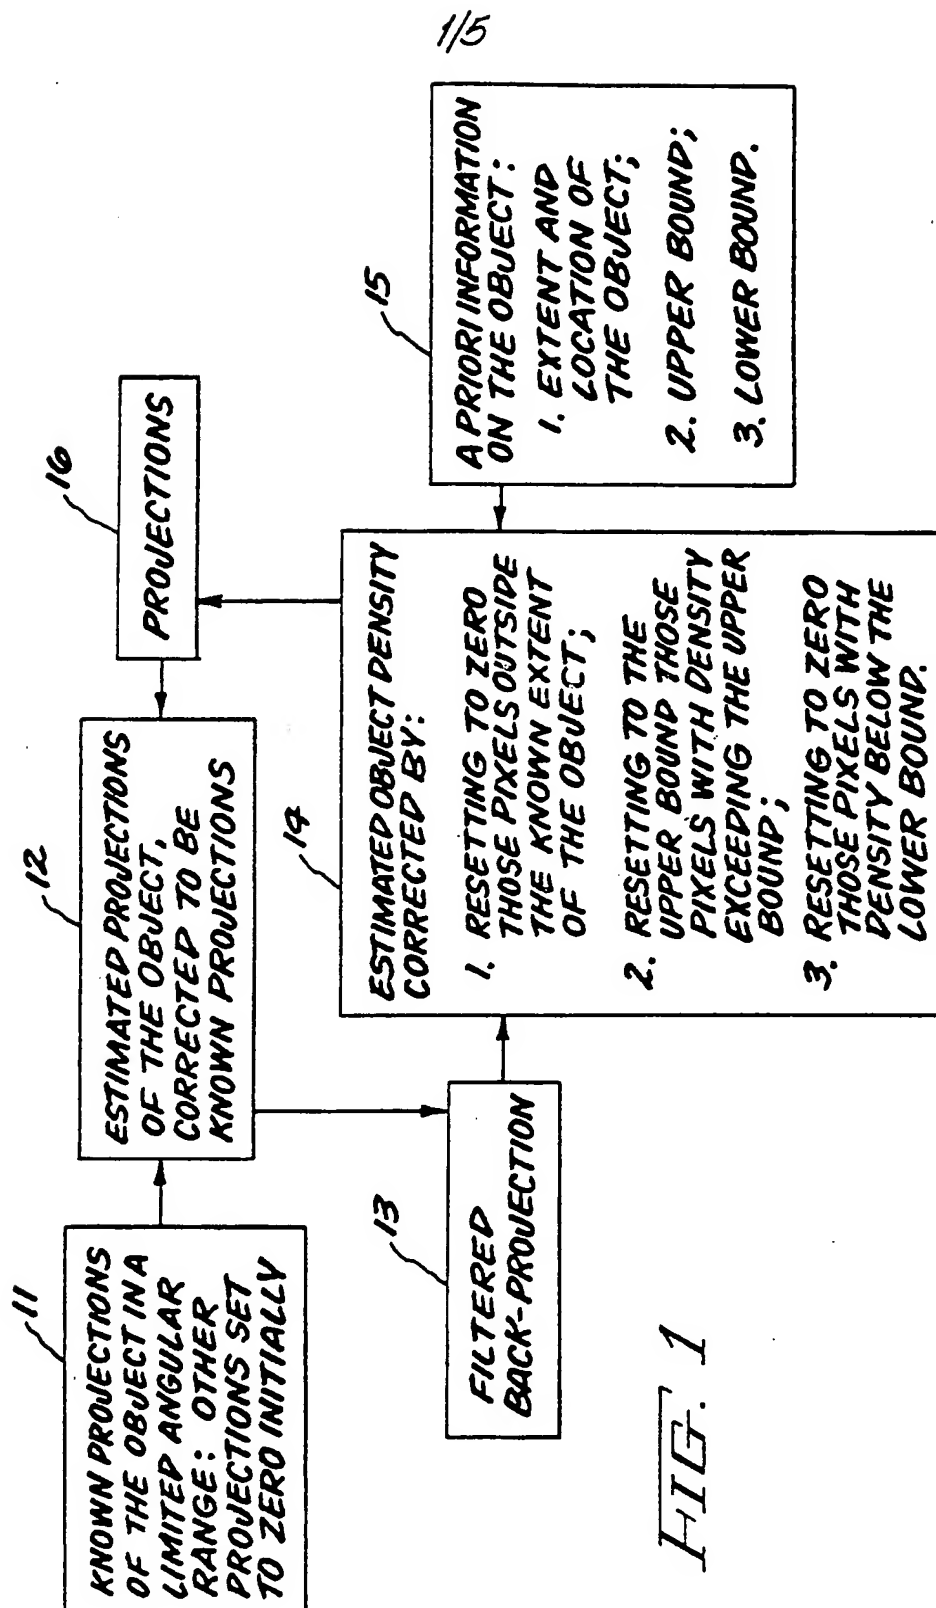 1/5
11
KNOWN PROJECTIONS
OF THE OBJECT IN A
LIMITED ANGULAR
RANGE: OTHER
PROJECTIONS SET
TO ZERO INITIALLY
12
ESTIMATED PROJECTIONS
OF THE OBJECT,
CORRECTED TO BE
KNOWN PROJECTIONS
16
PROJECTIONS
13
FILTERED
BACK-PROJECTION
14
ESTIMATED OBJECT DENSITY
CORRECTED BY:
1. RESETTING TO ZERO
THOSE PIXELS OUTSIDE
THE KNOWN EXTENT
OF THE OBJECT;
2. RESETTING TO THE
UPPER BOUND THOSE
PIXELS WITH DENSITY
EXCEEDING THE UPPER
BOUND;
3. RESETTING TO ZERO
THOSE PIXELS WITH
DENSITY BELOW THE
LOWER BOUND.
15
A PRIORI INFORMATION
ON THE OBJECT:
1. EXTENT AND
LOCATION OF
THE OBJECT;
2. UPPER BOUND;
3. LOWER BOUND.
FIG. 1